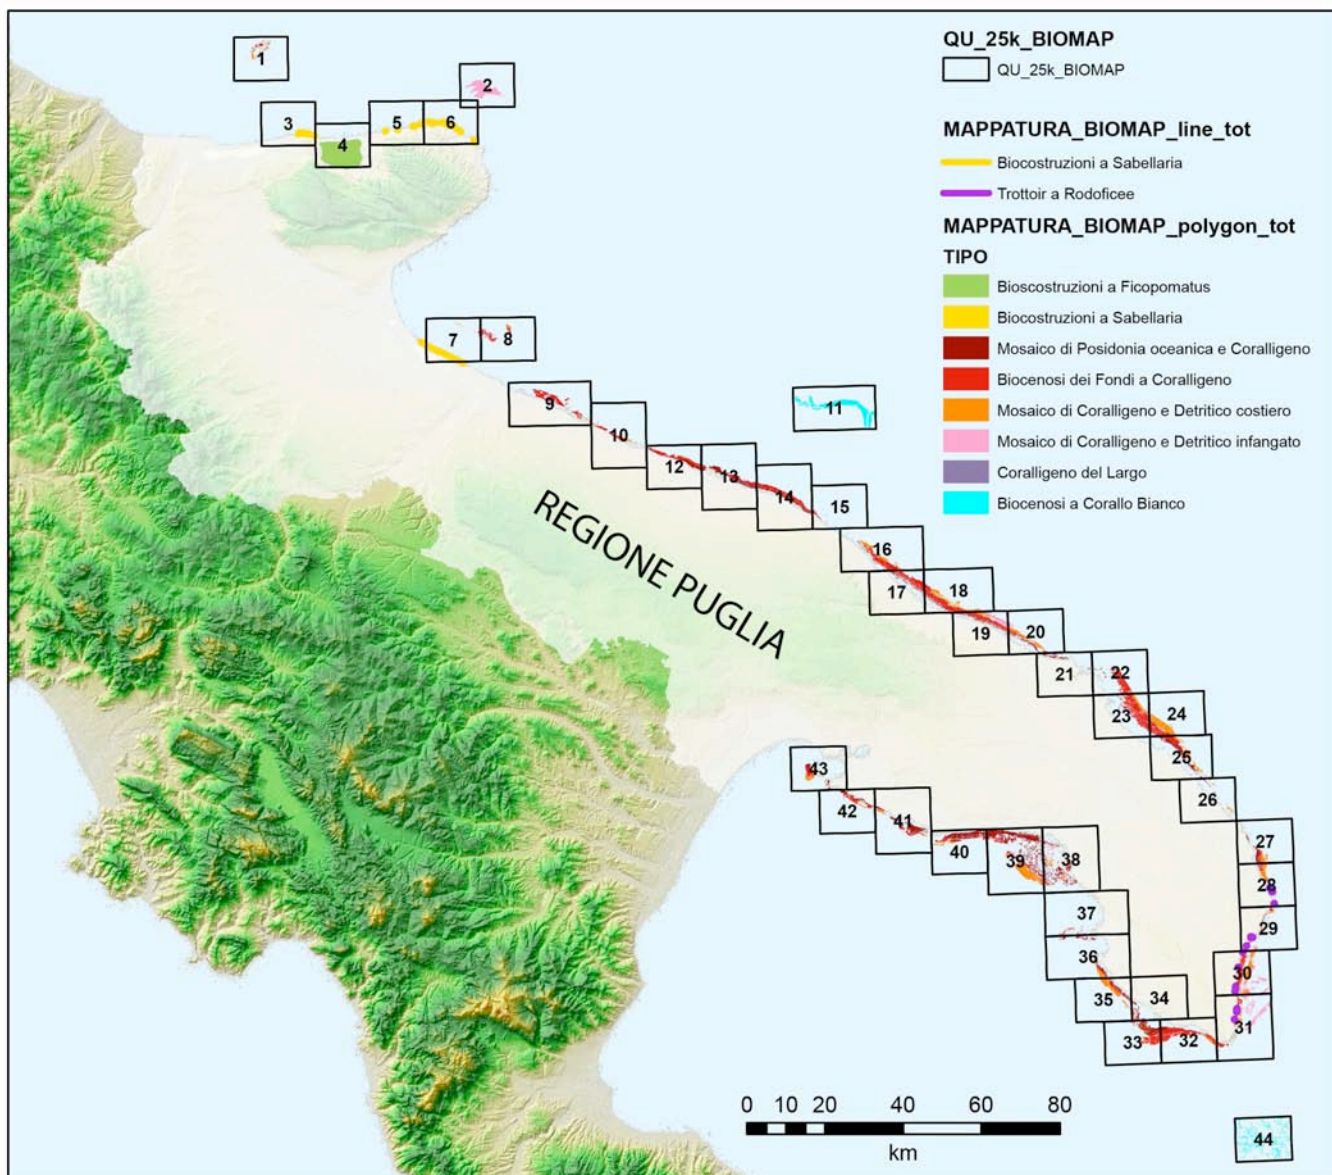 QU_25k_BIOMAP
QU_25k_BIOMAP
MAPPATURA_BIOMAP_line_tot
Biocostruzioni a Sabellaria
Trottoir a Rodoficee
MAPPATURA_BIOMAP_polygon_tot
TIPO
Bioscostruzioni a Ficopomatus
Biocostruzioni a Sabellaria
Mosaico di Posidonia oceanica e Coralligeno
Biocenosi dei Fondi a Coralligeno
Mosaico di Coralligeno e Detritico costiero
Mosaico di Coralligeno e Detritico infangato
Coralligeno del Largo
Biocenosi a Corallo Bianco
1
2
3
4
5
6
7
8
9
10
11
12
13
14
15
16
17
18
19
20
21
22
23
24
25
26
27
28
29
30
31
32
33
34
35
36
37
38
39
40
41
42
43
44
REGIONE PUGLIA
0 10 20 40 60 80
km